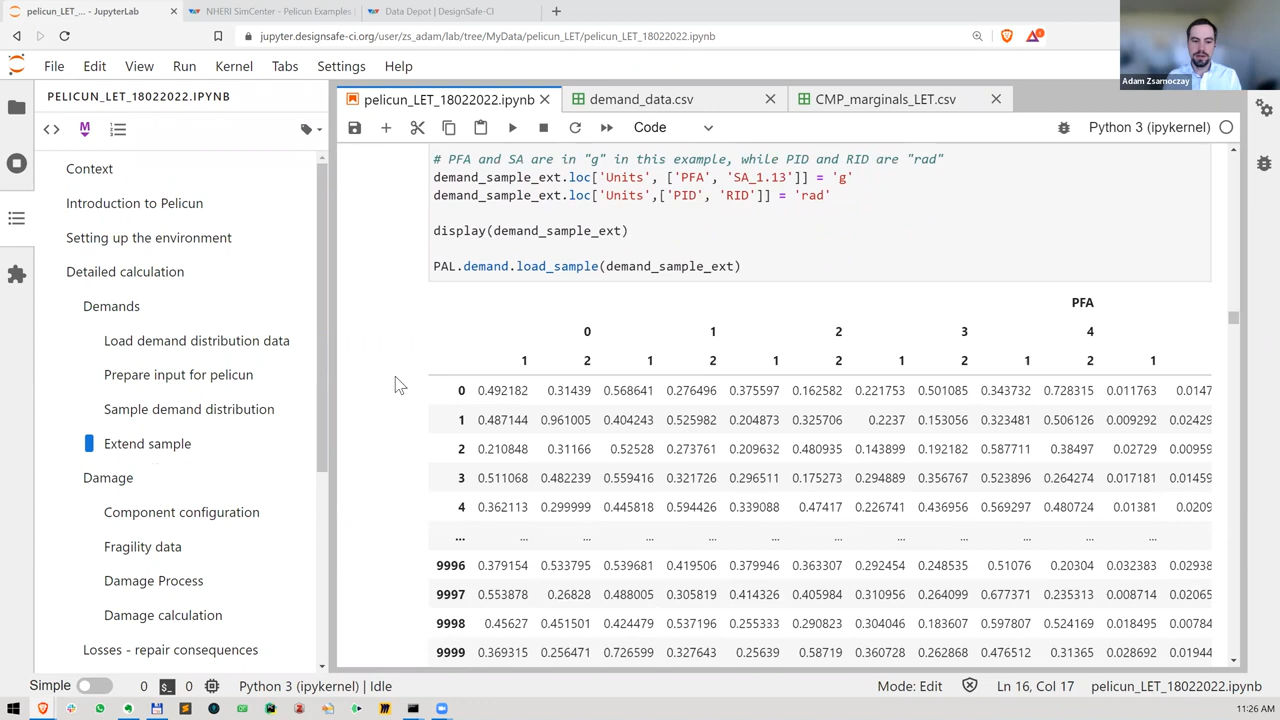 pelicun_LET_... - JupyterLab
NHERI SimCenter - Pelicun Examples
Data Depot | DesignSafe-CI
jupyter.designsafe-ci.org/user/zs_adam/lab/tree/MyData/pelicun_LET/pelicun_LET_18022022.ipynb
Adam Zsarnoczay
File Edit View Run Kernel Tabs Settings Help
PELICUN_LET_18022022.IPYNB
pelicun_LET_18022022.ipynb
demand_data.csv
CMP_marginals_LET.csv
Code
Python 3 (ipykernel)
Context
Introduction to Pelicun
Setting up the environment
Detailed calculation
Demands
Load demand distribution data
Prepare input for pelicun
Sample demand distribution
Extend sample
Damage
Component configuration
Fragility data
Damage Process
Damage calculation
Losses - repair consequences
# PFA and SA are in "g" in this example, while PID and RID are "rad"
demand_sample_ext.loc['Units', ['PFA', 'SA_1.13']] = 'g'
demand_sample_ext.loc['Units',['PID', 'RID']] = 'rad'
display(demand_sample_ext)
PAL.demand.load_sample(demand_sample_ext)
PFA
0 1 2 3 4
1 2 1 2 1 2 1 2 1 2 1
0 0.492182 0.31439 0.568641 0.276496 0.375597 0.162582 0.221753 0.501085 0.343732 0.728315 0.011763 0.0147
1 0.487144 0.961005 0.404243 0.525982 0.204873 0.325706 0.2237 0.153056 0.323481 0.506126 0.009292 0.02429
2 0.210848 0.31166 0.52528 0.273761 0.209632 0.480935 0.143899 0.192182 0.587711 0.38497 0.02729 0.00959
3 0.511068 0.482239 0.559416 0.321726 0.296511 0.175273 0.294889 0.356767 0.523896 0.264274 0.017181 0.01459
4 0.362113 0.299999 0.445818 0.594426 0.339088 0.47417 0.226741 0.436956 0.569297 0.480724 0.01381 0.0209
... ... ... ... ... ... ... ... ... ... ... ...
9996 0.379154 0.533795 0.539681 0.419506 0.379946 0.363307 0.292454 0.248535 0.51076 0.20304 0.032383 0.02938
9997 0.553878 0.26828 0.488005 0.305819 0.414326 0.405984 0.310956 0.264099 0.677371 0.235313 0.008714 0.02065
9998 0.45627 0.451501 0.424479 0.537196 0.255333 0.290823 0.304046 0.183607 0.597807 0.524169 0.018495 0.00784
9999 0.369315 0.256471 0.726599 0.327643 0.25639 0.58719 0.360728 0.262868 0.476512 0.31365 0.028692 0.01944
Simple 0 0 Python 3 (ipykernel) | Idle
Mode: Edit Ln 16, Col 17 pelicun_LET_18022022.ipynb
11:26 AM